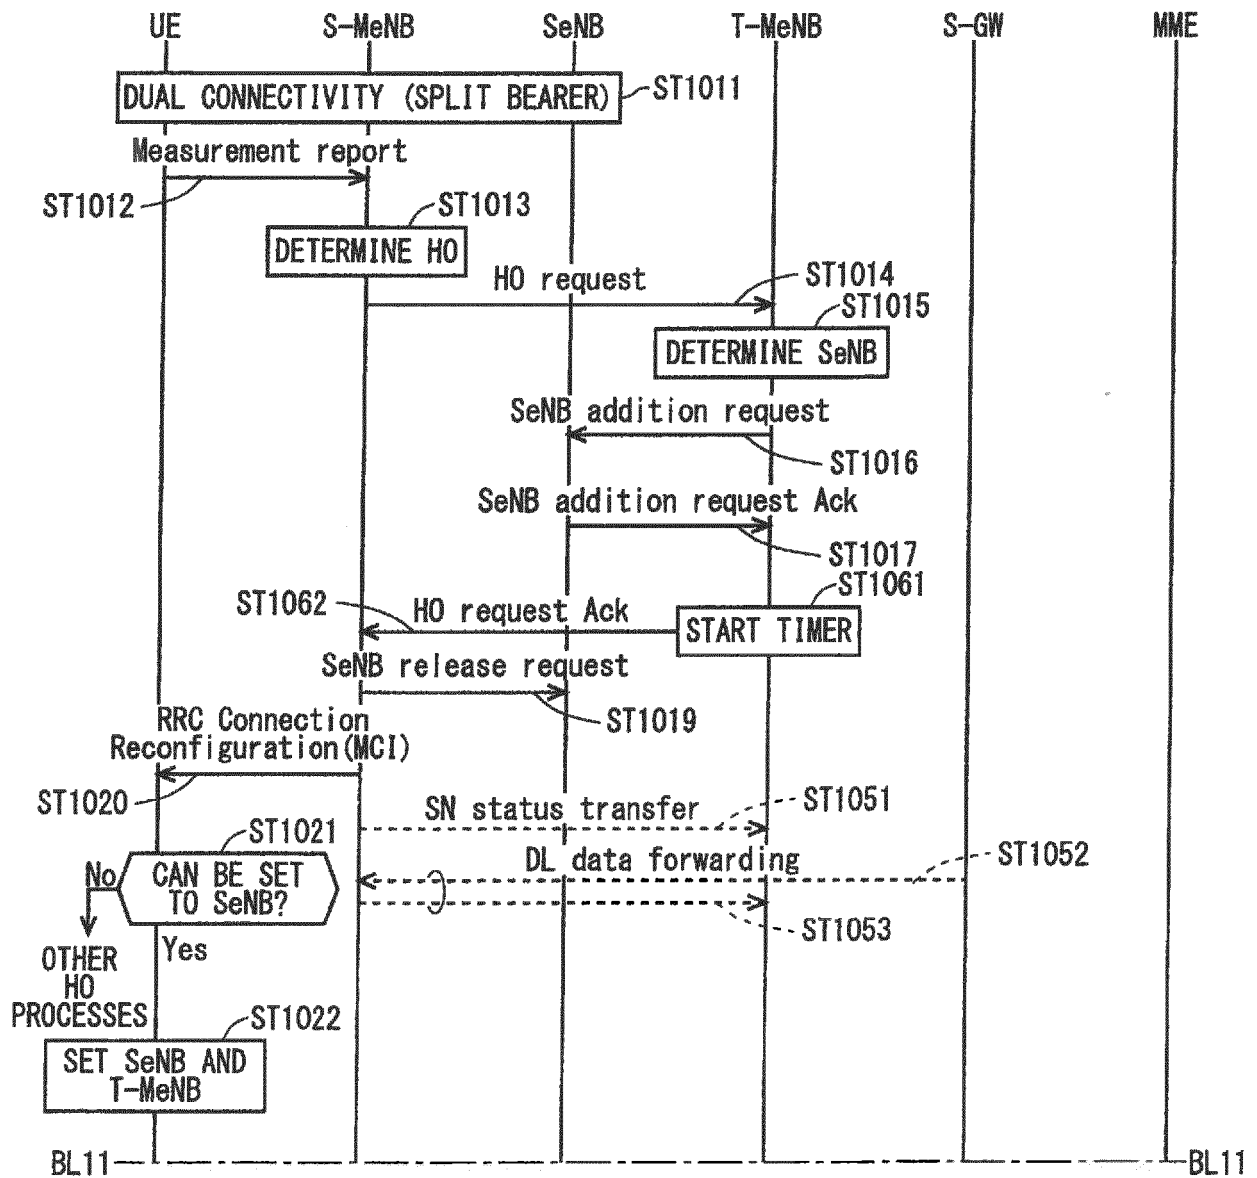 UE S-MeNB SeNB T-MeNB S-GW MME
DUAL CONNECTIVITY (SPLIT BEARER)
ST1011
Measurement report
ST1012
ST1013
DETERMINE HO
HO request
ST1014
ST1015
DETERMINE SeNB
SeNB addition request
ST1016
SeNB addition request Ack
ST1017
ST1061
ST1062
HO request Ack
START TIMER
SeNB release request
ST1019
RRC Connection
Reconfiguration(MCI)
ST1020
SN status transfer
ST1051
ST1021
DL data forwarding
ST1052
No
CAN BE SET
TO SeNB?
ST1053
Yes
OTHER
HO
PROCESSES
ST1022
SET SeNB AND
T-MeNB
BL11
BL11